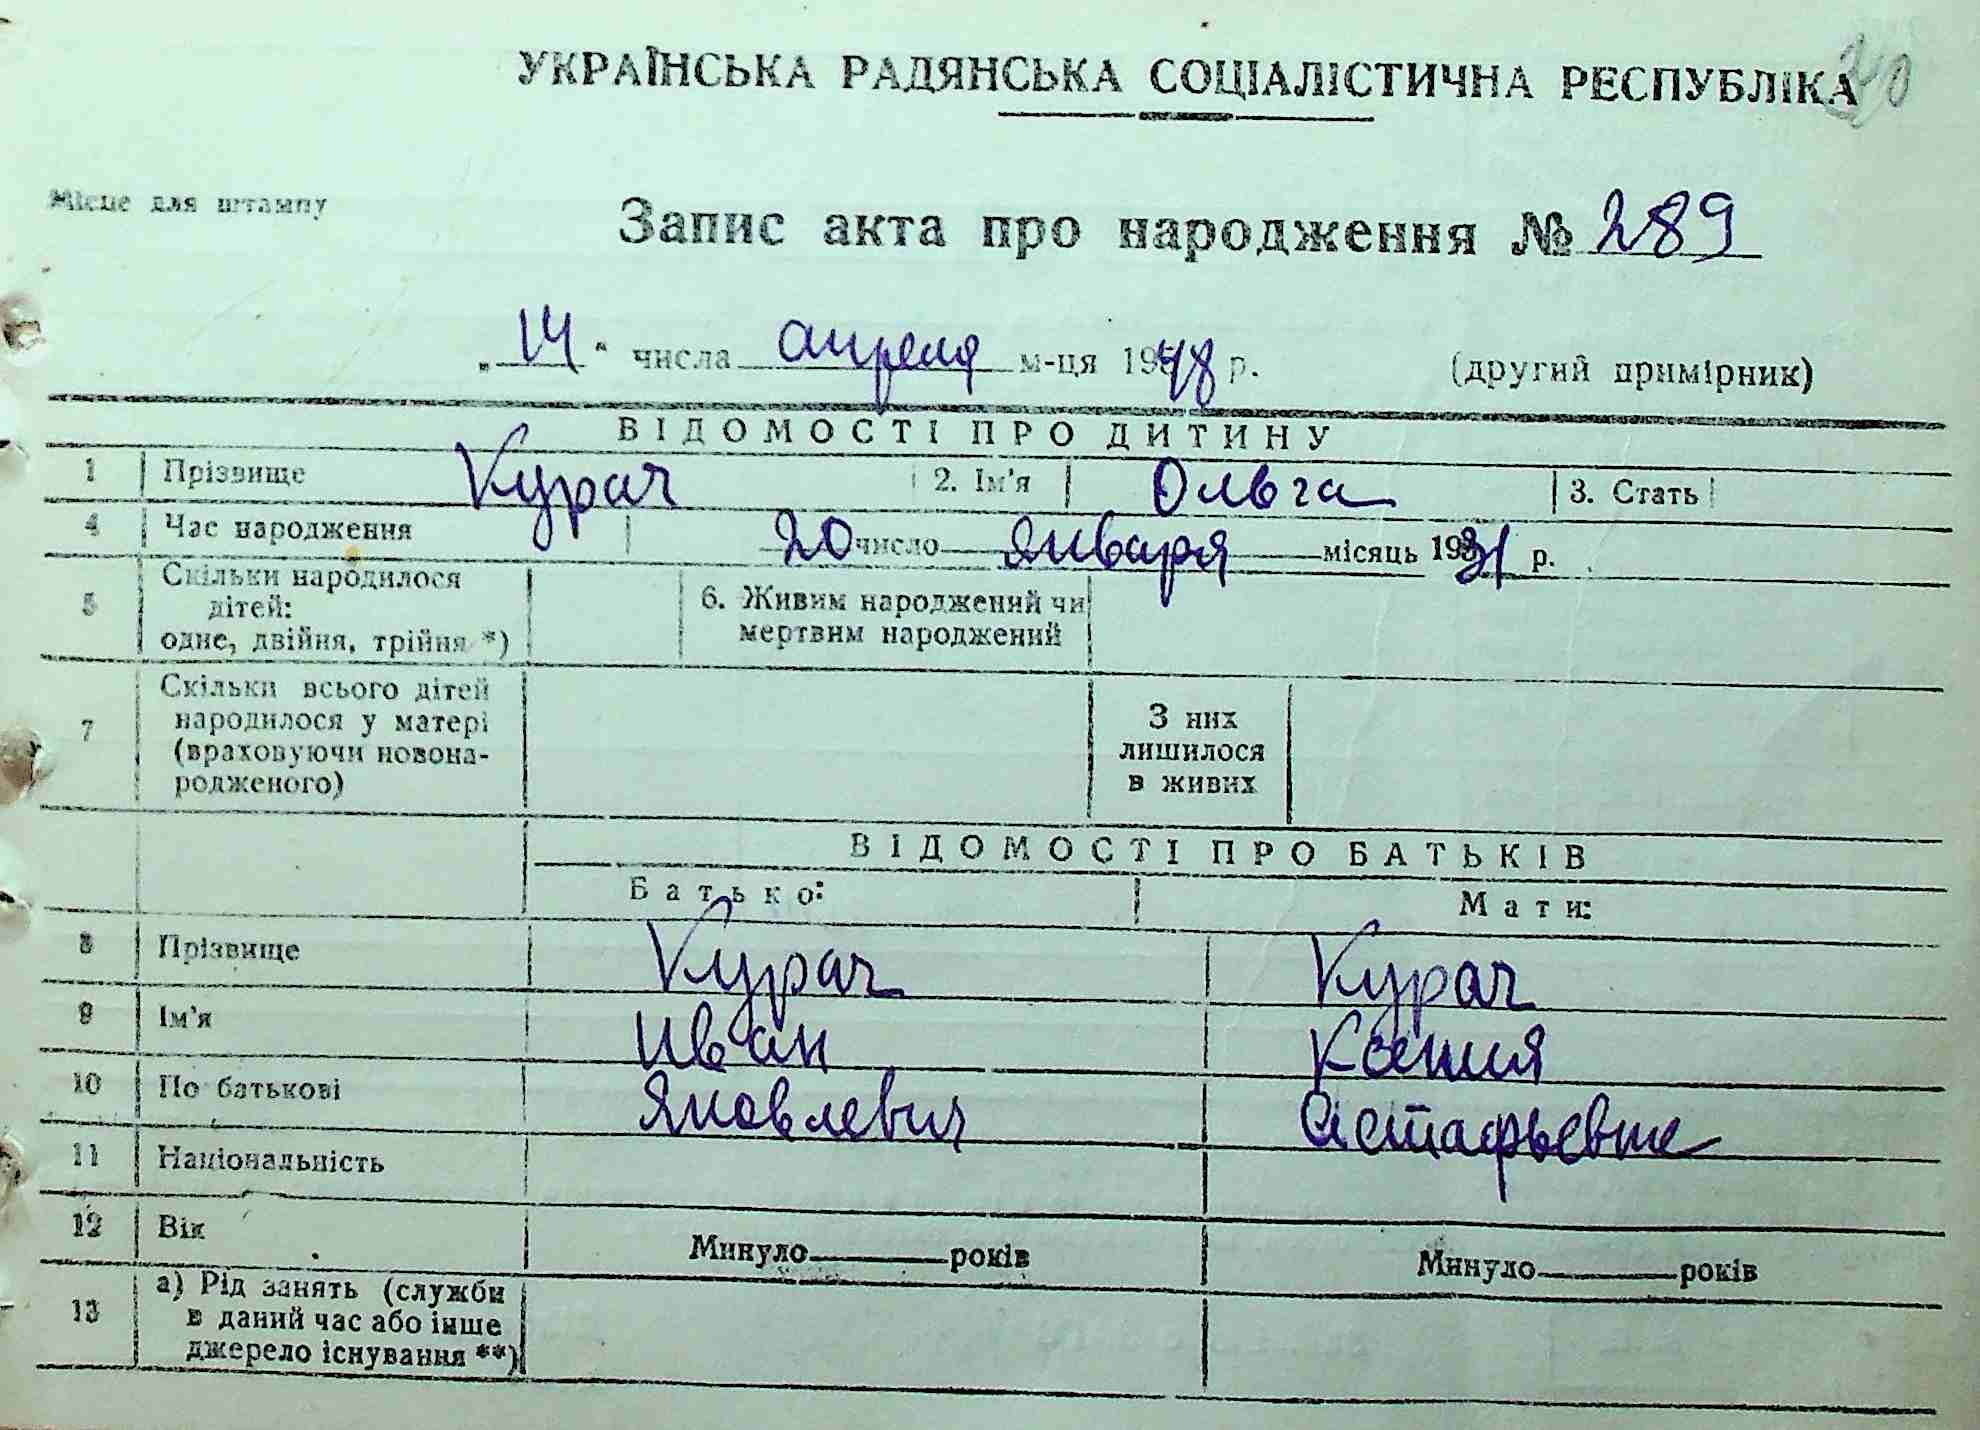 УКРАЇНСЬКА РАДЯНСЬКА СОЦІАЛІСТИЧНА РЕСПУБЛІКА
Місце для штампу
Запис акта про народження № 289
„14“ числа апреля м-ця 1948 р. (другий примірник)
ВІДОМОСТІ ПРО ДИТИНУ
1 Прізвище Курач 2. Ім'я Ольга 3. Стать
4 Час народження 20 число января місяць 1931 р.
5 Скільки народилося дітей: одне, двійня, трійня *) 6. Живим народжений чи мертвим народжений
7 Скільки всього дітей народилося у матері (враховуючи новонародженого) З них лишилося в живих
ВІДОМОСТІ ПРО БАТЬКІВ
Батько: Мати:
8 Прізвище Курач Курач
9 Ім'я Иван Ксения
10 По батькові Яковлевич Астафьевне
11 Національність
12 Вік Минуло років Минуло років
13 а) Рід занять (служби в даний час або інше джерело існування **)